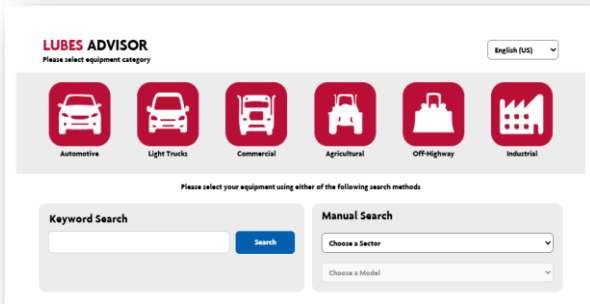 LUBES ADVISOR
Please select equipment category
English (US)
Automotive
Light Trucks
Commercial
Agricultural
Off-Highway
Industrial
Please select your equipment using either of the following search methods
Keyword Search
Search
Manual Search
Choose a Sector
Choose a Model